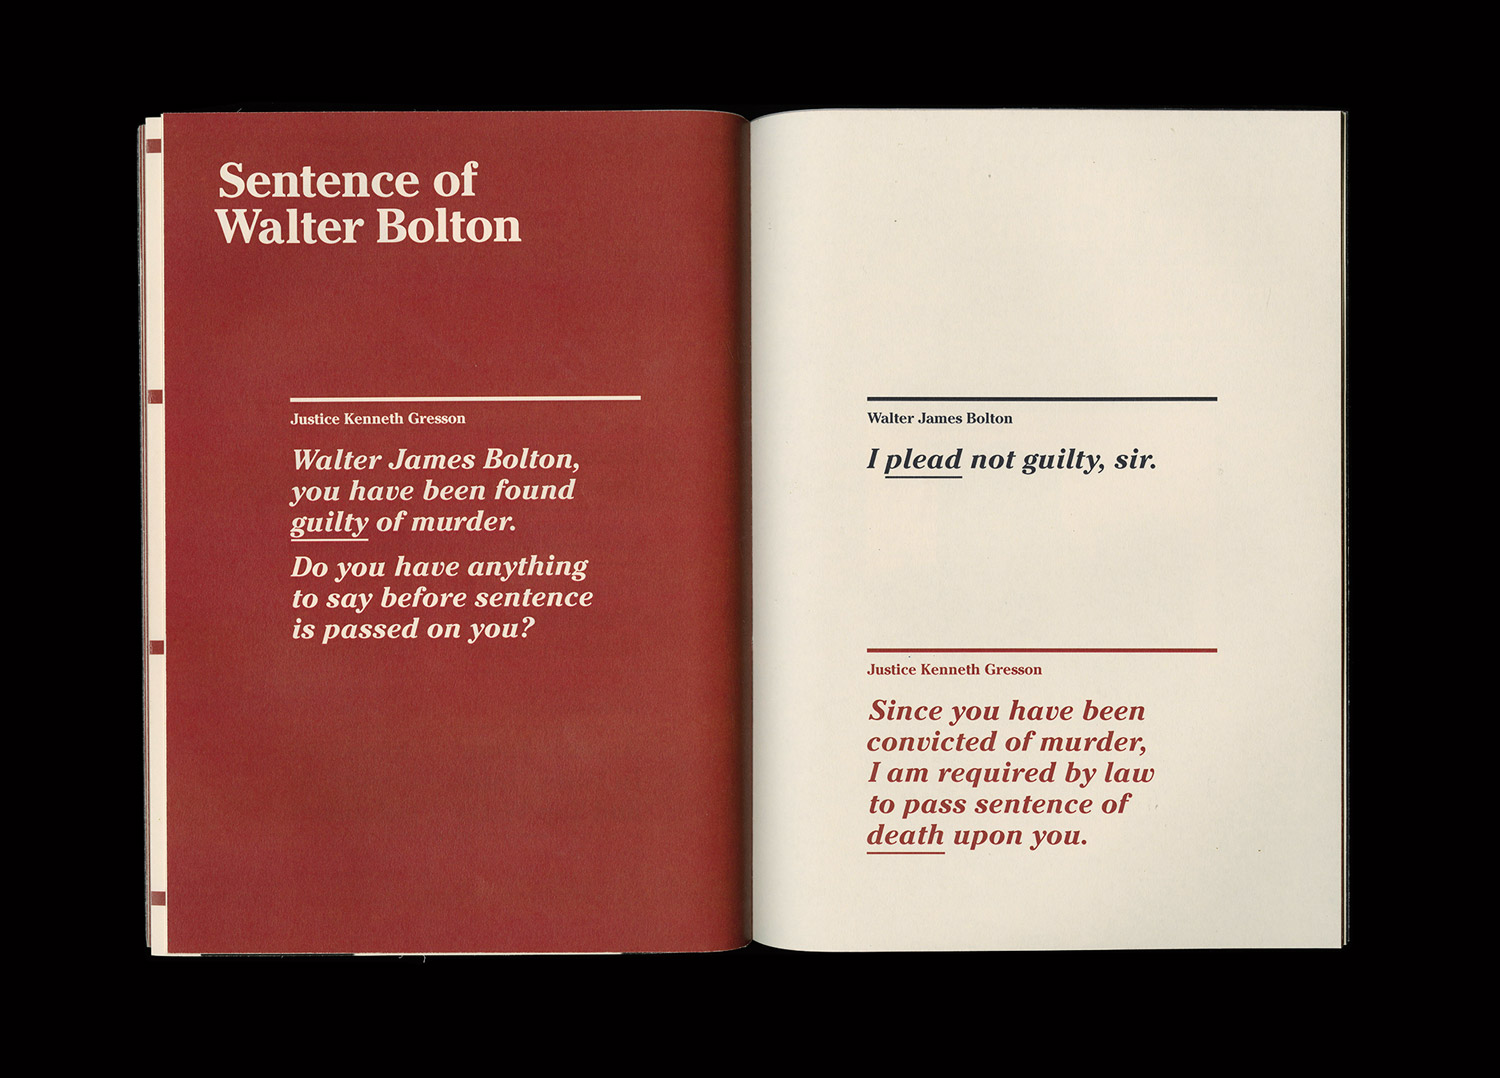 Sentence of
Walter Bolton
Justice Kenneth Gresson
Walter James Bolton,
you have been found
guilty of murder.
Do you have anything
to say before sentence
is passed on you?
Walter James Bolton
I plead not guilty, sir.
Justice Kenneth Gresson
Since you have been
convicted of murder,
I am required by law
to pass sentence of
death upon you.